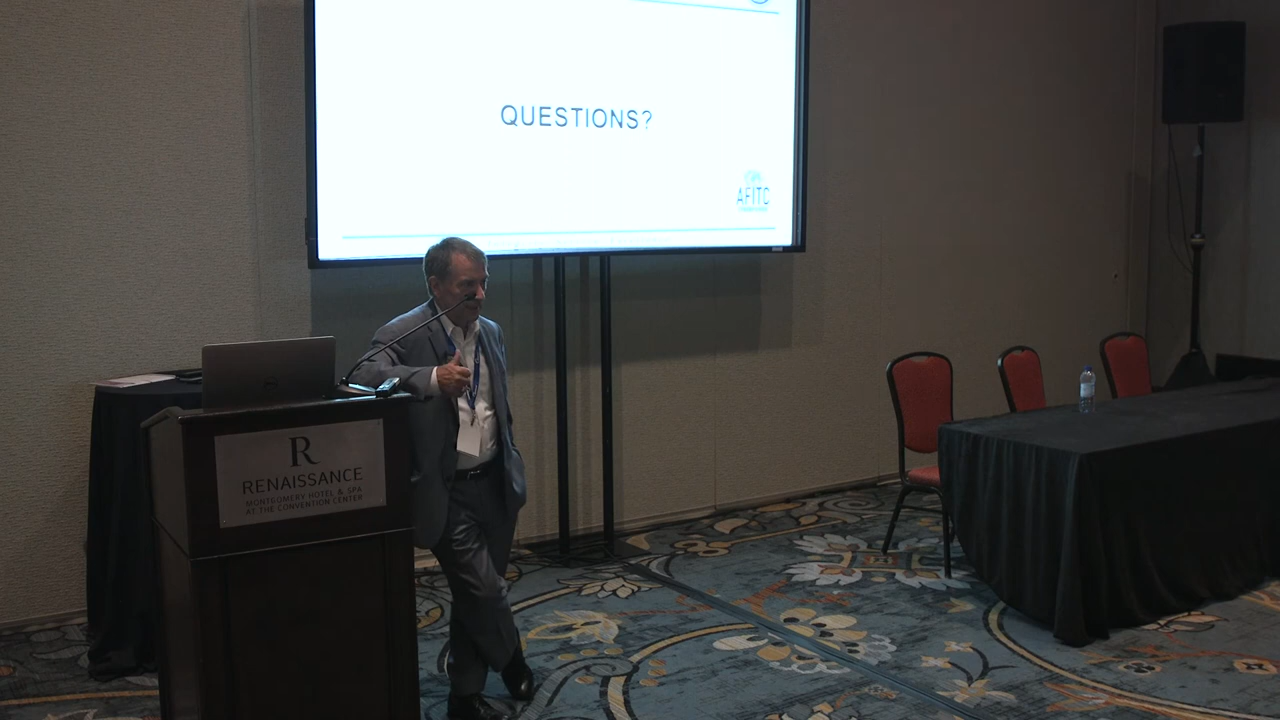 QUESTIONS?
AFITC
R
RENAISSANCE
MONTGOMERY HOTEL & SPA
AT THE CONVENTION CENTER